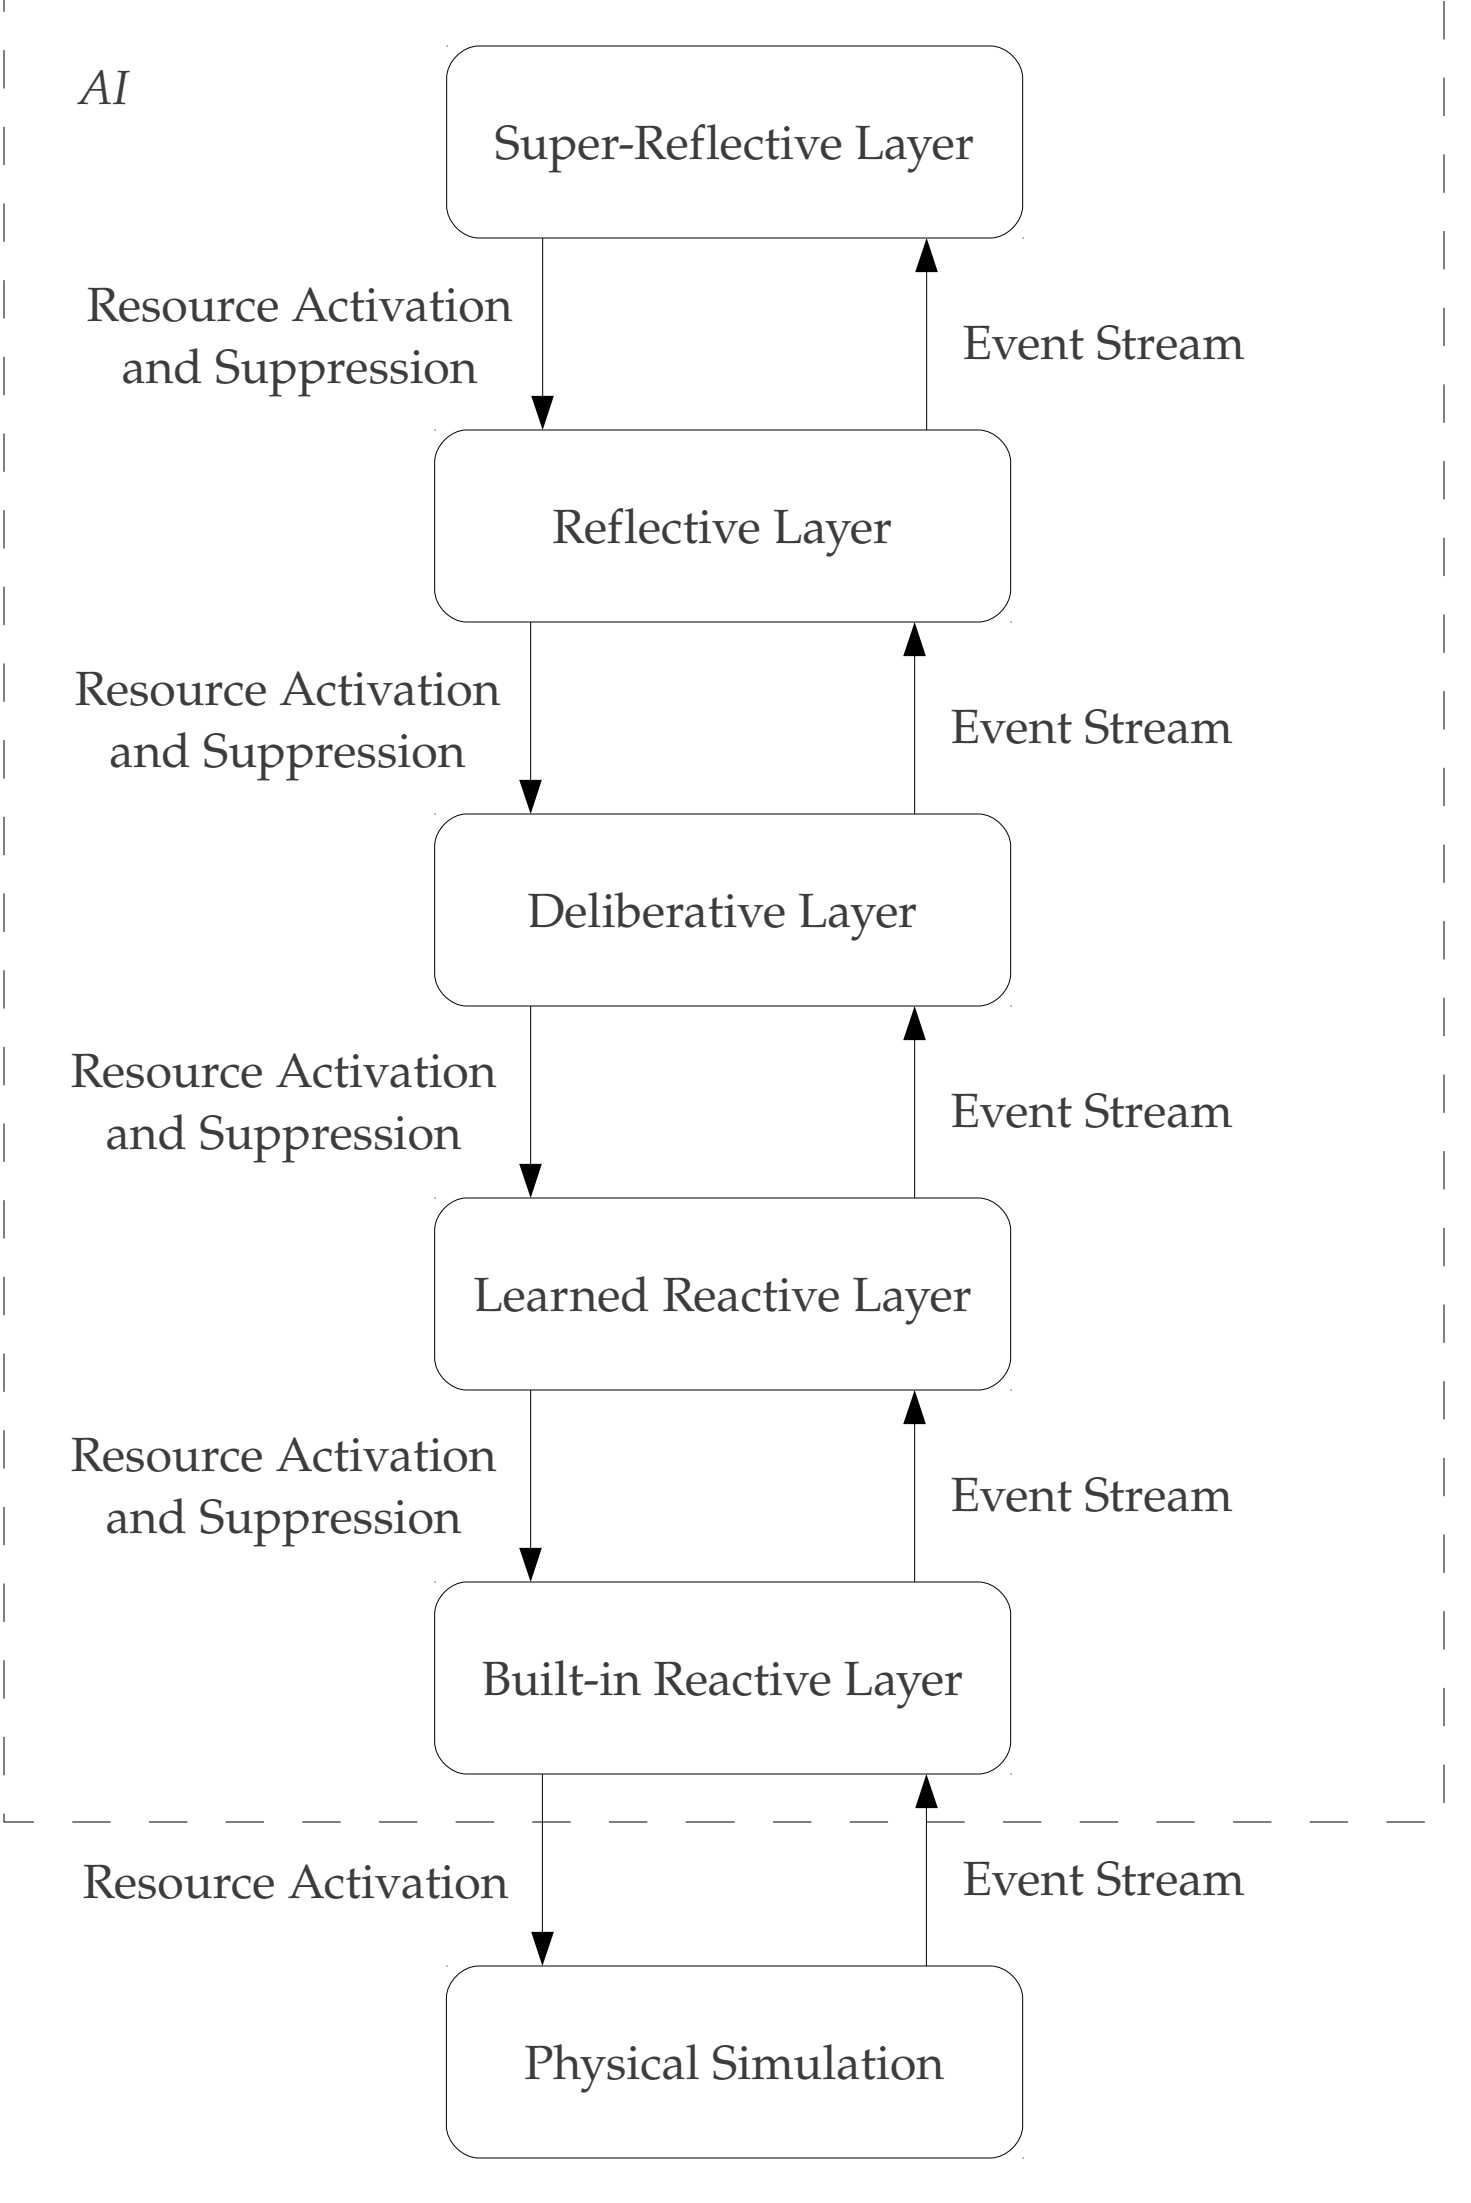 AI
Super-Reflective Layer
Resource Activation
and Suppression
Event Stream
Reflective Layer
Resource Activation
and Suppression
Event Stream
Deliberative Layer
Resource Activation
and Suppression
Event Stream
Learned Reactive Layer
Resource Activation
and Suppression
Event Stream
Built-in Reactive Layer
Resource Activation
Event Stream
Physical Simulation